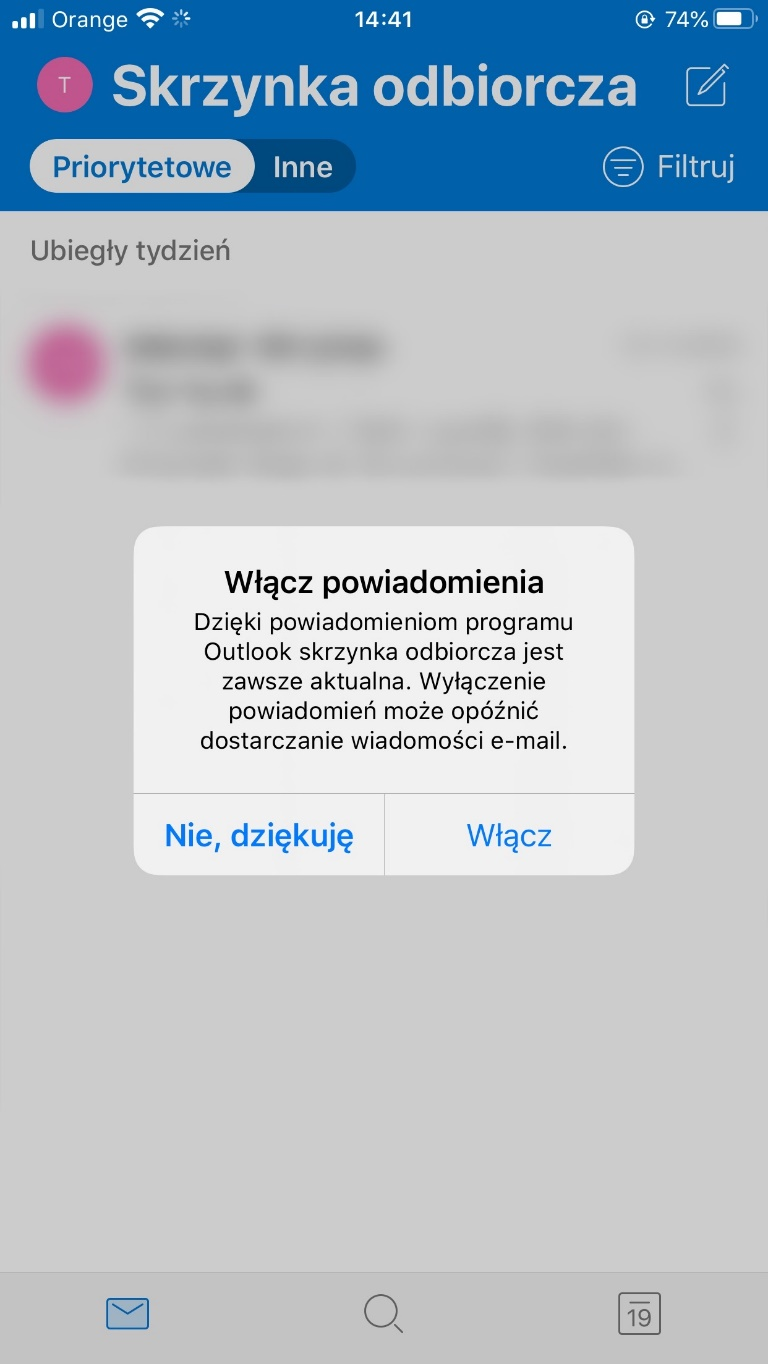 Orange 14:41 74%
T Skrzynka odbiorcza
Priorytetowe Inne Filtruj
Ubiegły tydzień
Włącz powiadomienia
Dzięki powiadomieniom programu
Outlook skrzynka odbiorcza jest
zawsze aktualna. Wyłączenie
powiadomień może opóźnić
dostarczanie wiadomości e-mail.
Nie, dziękuję Włącz
19